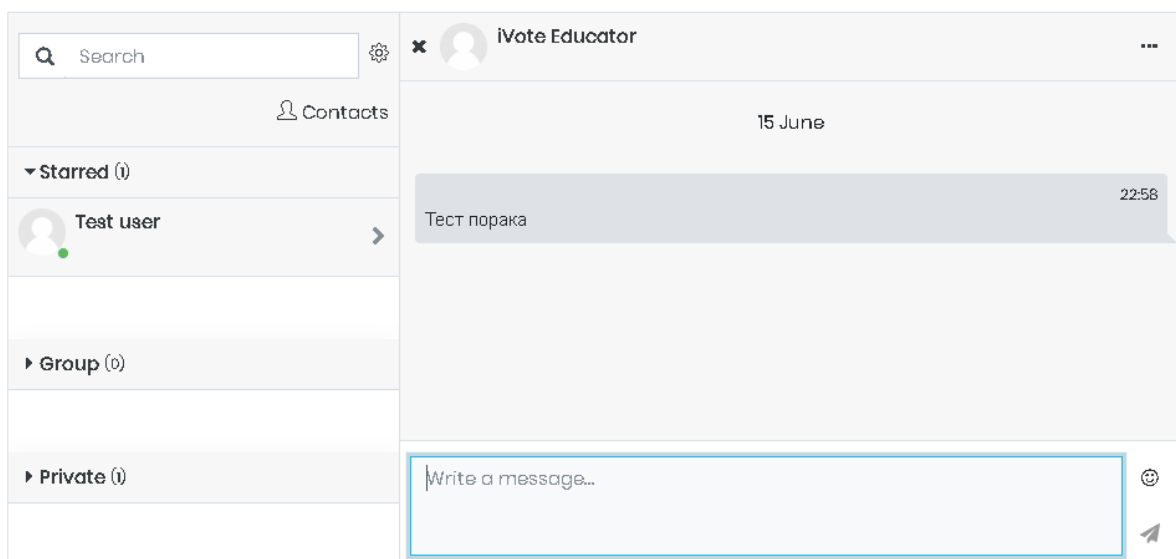 Search
Contacts
Starred (1)
Test user
Group (0)
Private (1)
iVote Educator
15 June
22:58
Тест порака
Write a message...